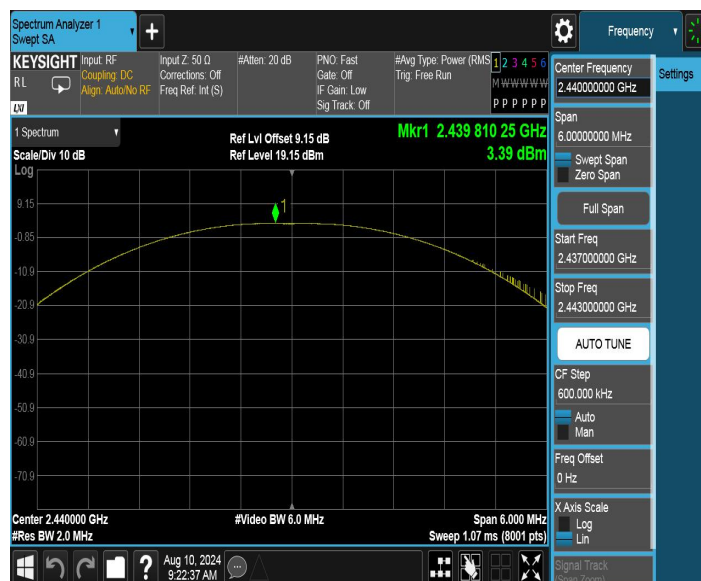 Spectrum Analyzer 1
Swept SA
+
Frequency
KEYSIGHT
RL
LXI
Input: RF
Coupling: DC
Align: Auto/No RF
Input Z: 50 Ω
Corrections: Off
Freq Ref: Int (S)
#Atten: 20 dB
PNO: Fast
Gate: Off
IF Gain: Low
Sig Track: Off
#Avg Type: Power (RMS
Trig: Free Run
1 2 3 4 5 6
M W W W W W
P P P P P P
1 Spectrum
Scale/Div 10 dB
Log
Ref Lvl Offset 9.15 dB
Ref Level 19.15 dBm
Mkr1 2.439 810 25 GHz
3.39 dBm
1
9.15
-0.85
-10.9
-20.9
-30.9
-40.9
-50.9
-60.9
-70.9
Center 2.440000 GHz
#Res BW 2.0 MHz
#Video BW 6.0 MHz
Span 6.000 MHz
Sweep 1.07 ms (8001 pts)
Center Frequency
2.440000000 GHz
Settings
Span
6.00000000 MHz
Swept Span
Zero Span
Full Span
Start Freq
2.437000000 GHz
Stop Freq
2.443000000 GHz
AUTO TUNE
CF Step
600.000 kHz
Auto
Man
Freq Offset
0 Hz
X Axis Scale
Log
Lin
Signal Track
(Span Zoom)
?
Aug 10, 2024
9:22:37 AM